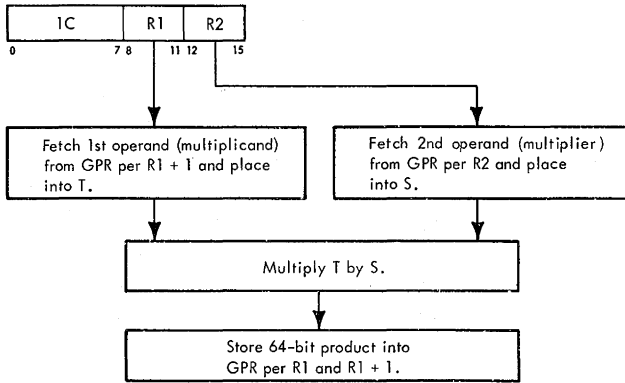 1C R1 R2
0 7 8 11 12 15
Fetch 1st operand (multiplicand)
from GPR per R1 + 1 and place
into T.
Fetch 2nd operand (multiplier)
from GPR per R2 and place
into S.
Multiply T by S.
Store 64-bit product into
GPR per R1 and R1 + 1.